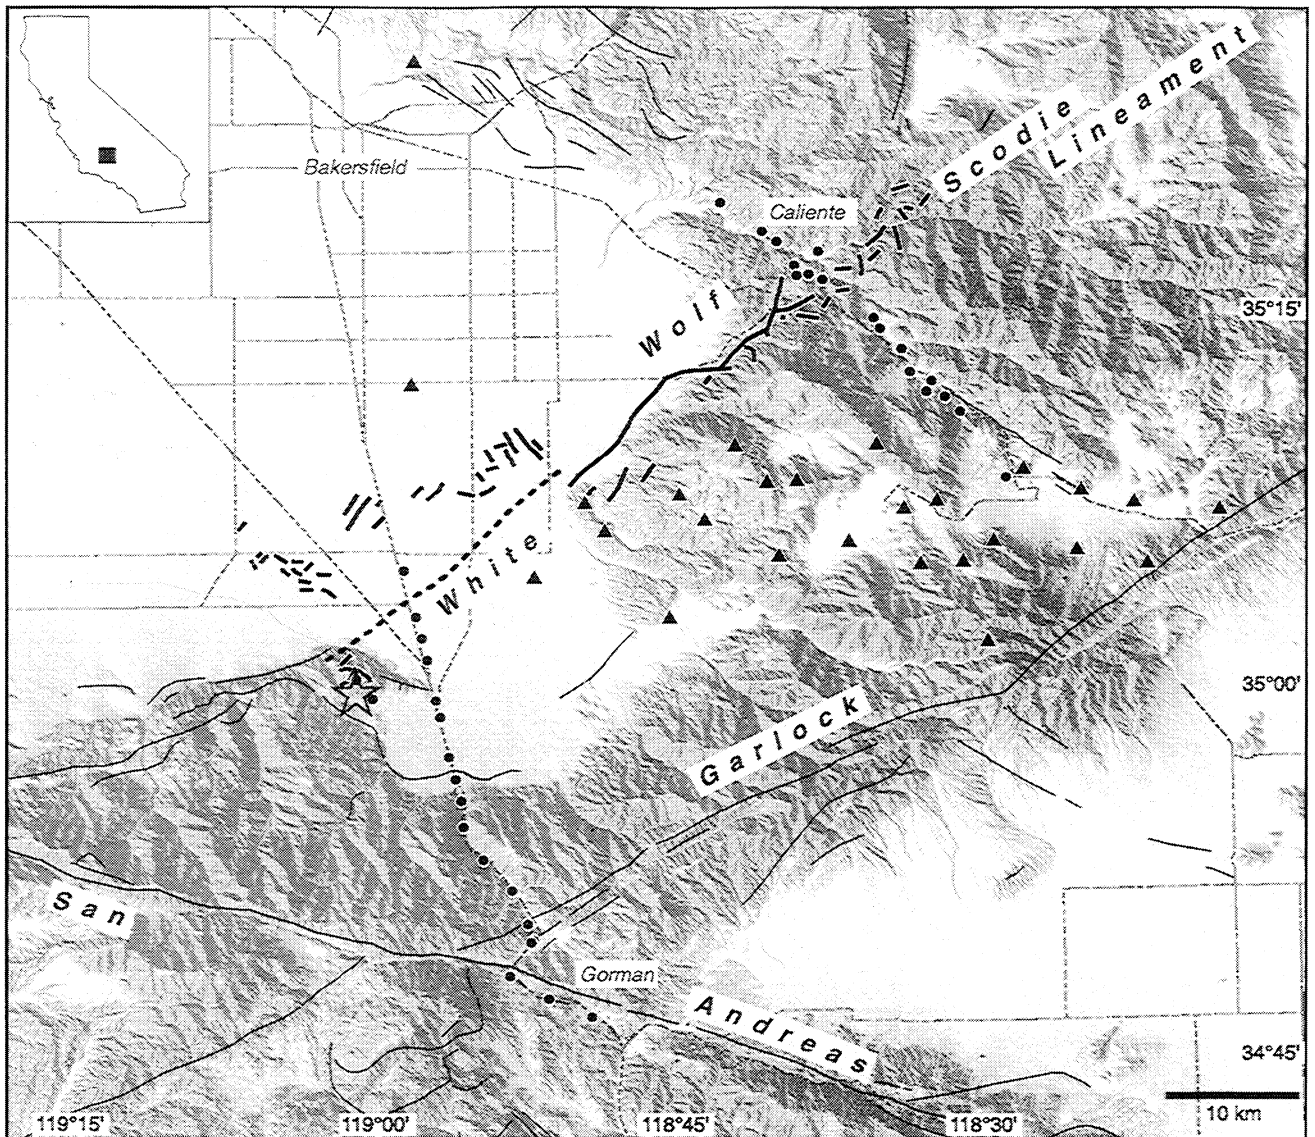 Scodie
Lineament
Bakersfield
Caliente
Wolf
35°15'
White
35°00'
Garlock
San
Gorman
Andreas
34°45'
10 km
119°15'
119°00'
118°45'
118°30'